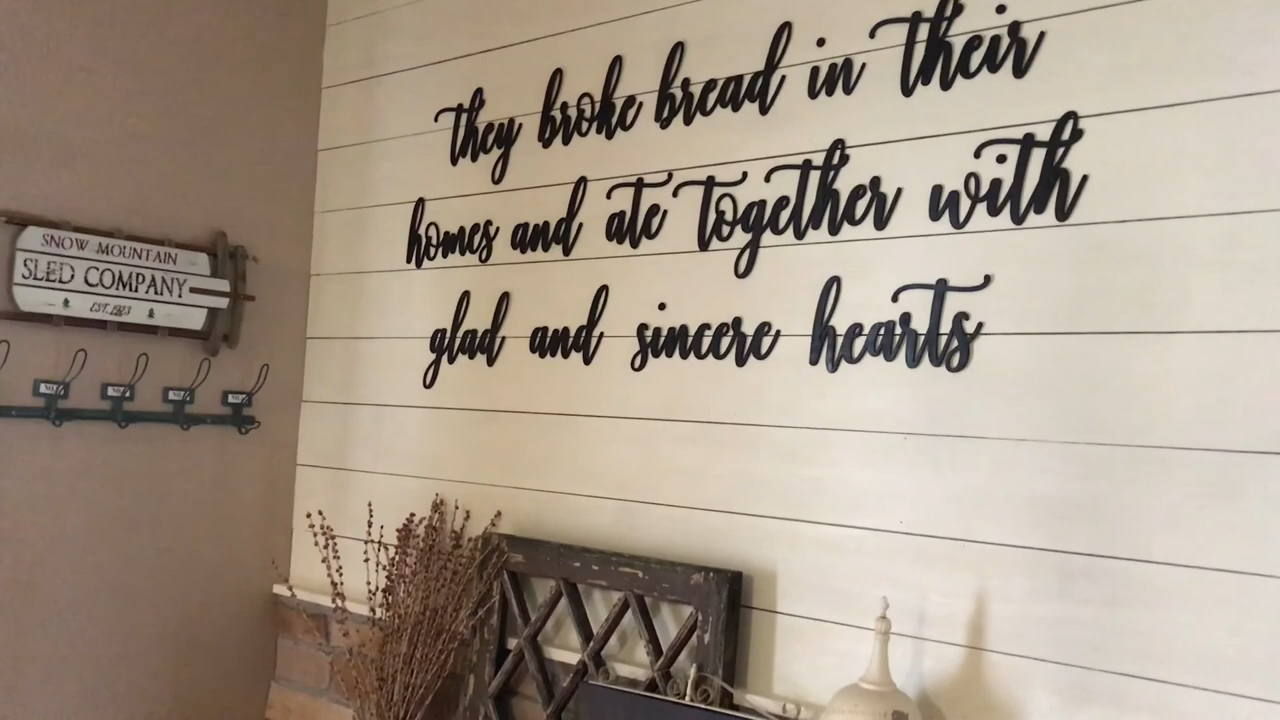 they broke bread in their
homes and ate together with
glad and sincere hearts
SNOW MOUNTAIN
SLED COMPANY
EST. 1923